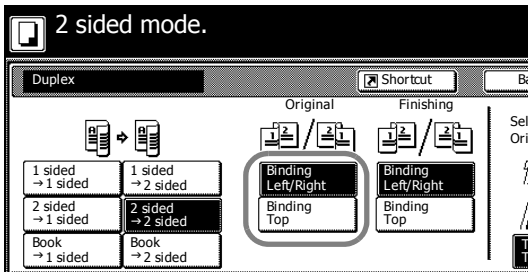 2 sided mode.
Duplex
Shortcut
Original
Finishing
1 sided
→1 sided
1 sided
→2 sided
2 sided
→1 sided
2 sided
→2 sided
Book
→1 sided
Book
→2 sided
Binding
Left/Right
Binding
Top
Binding
Left/Right
Binding
Top